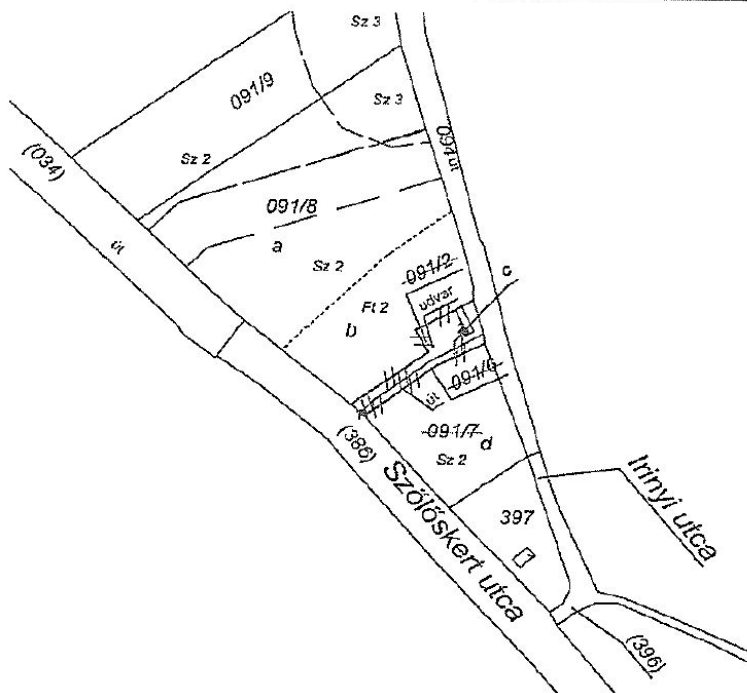 Sz 3
091/9
Sz 3
(034)
Sz 2
094 út
091/8
út
a
Sz 2
091/2
c
udvar
Ft 2
b
091/6
út
(386)
091/7
d
Sz 2
Szőlőskert utca
397
Irinyi utca
(396)